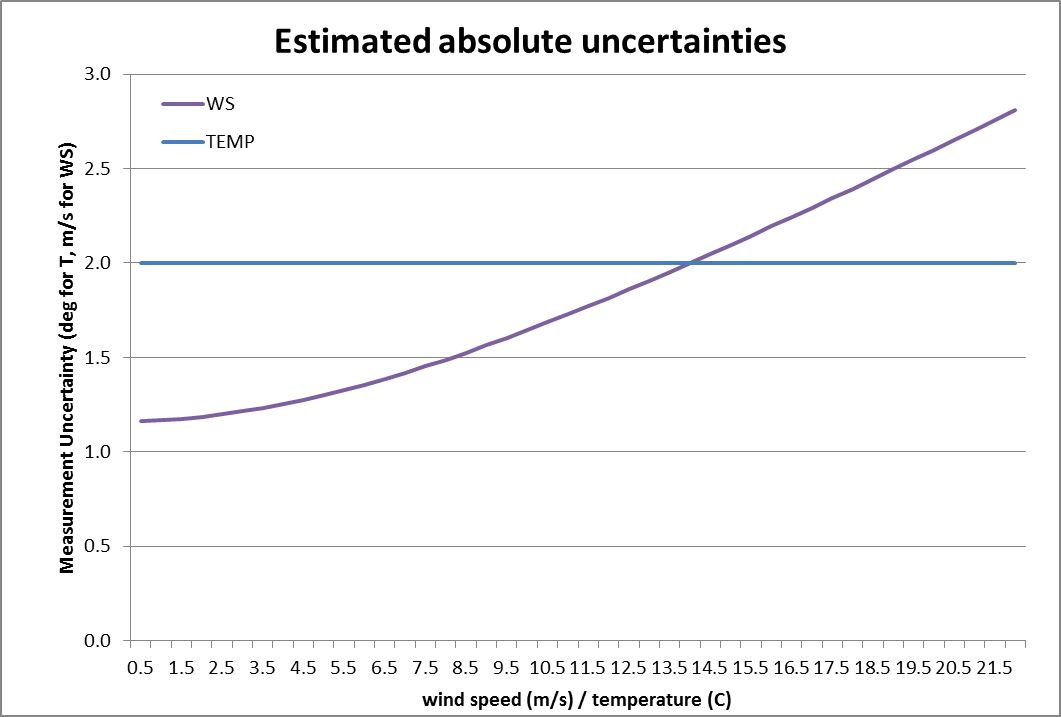 Estimated absolute uncertainties
3.0
WS
TEMP
2.5
2.0
1.5
1.0
0.5
0.0
Measurement Uncertainty (deg for T, m/s for WS)
0.5 1.5 2.5 3.5 4.5 5.5 6.5 7.5 8.5 9.5 10.5 11.5 12.5 13.5 14.5 15.5 16.5 17.5 18.5 19.5 20.5 21.5
wind speed (m/s) / temperature (C)